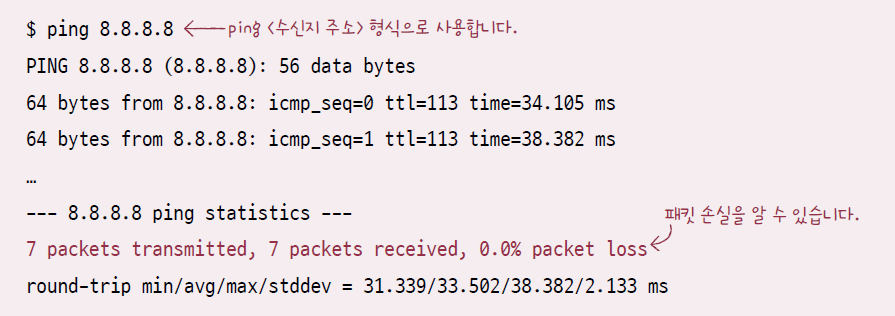 $ ping 8.8.8.8 ping <수신지 주소> 형식으로 사용합니다.
PING 8.8.8.8 (8.8.8.8): 56 data bytes
64 bytes from 8.8.8.8: icmp_seq=0 ttl=113 time=34.105 ms
64 bytes from 8.8.8.8: icmp_seq=1 ttl=113 time=38.382 ms
…
--- 8.8.8.8 ping statistics ---
패킷 손실을 알 수 있습니다.
7 packets transmitted, 7 packets received, 0.0% packet loss
round-trip min/avg/max/stddev = 31.339/33.502/38.382/2.133 ms